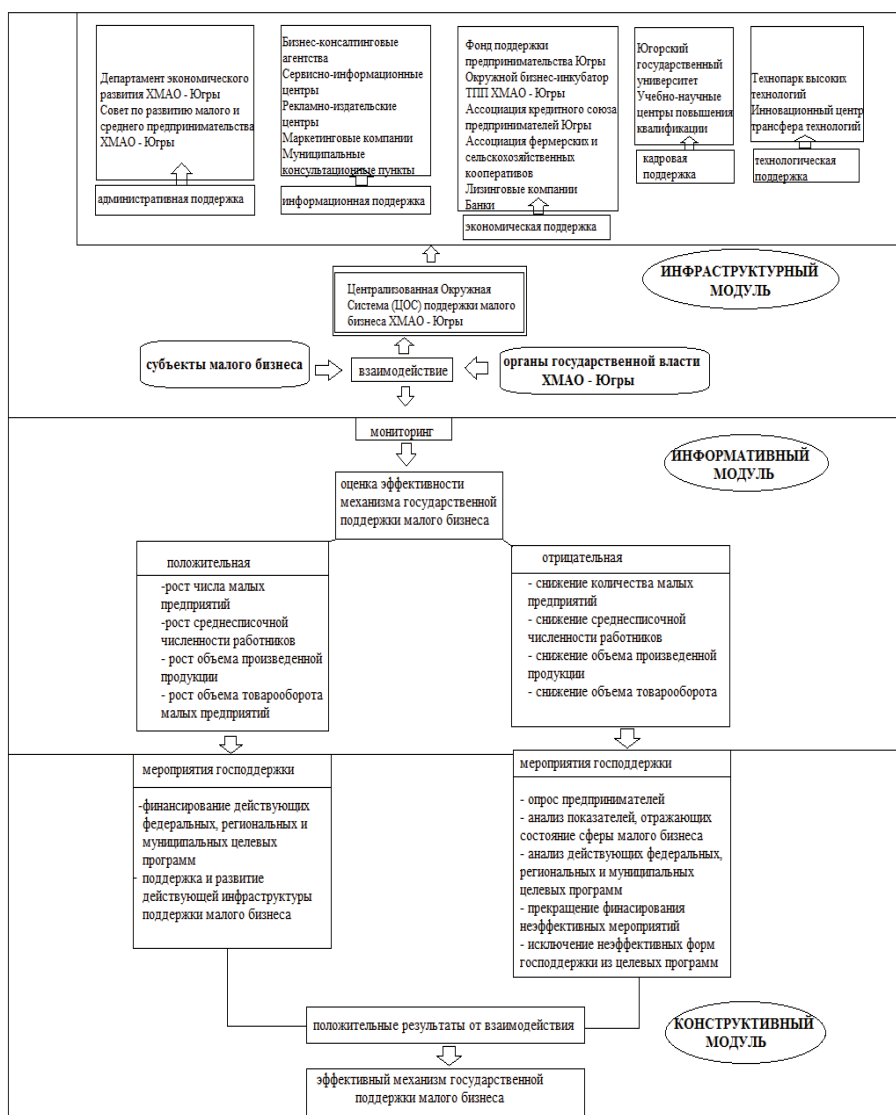 Департамент экономического
развития ХМАО - Югры
Совет по развитию малого и
среднего предпринимательства
ХМАО - Югры
административная поддержка
Бизнес-консалтинговые
агентства
Сервисно-информационные
центры
Рекламно-издательские
центры
Маркетинговые компании
Муниципальные
консультационные пункты
информационная поддержка
Фонд поддержки
предпринимательства Югры
Окружной бизнес-инкубатор
ТПП ХМАО - Югры
Ассоциация кредитного союза
предпринимателей Югры
Ассоциация фермерских и
сельскохозяйственных
кооперативов
Лизинговые компании
Банки
экономическая поддержка
Югорский
государственный
университет
Учебно-научные
центры повышения
квалификации
кадровая
поддержка
Технопарк высоких
технологий
Инновационный центр
трансфера технологий
технологическая
поддержка
ИНФРАСТРУКТУРНЫЙ
МОДУЛЬ
Централизованная Окружная
Система (ЦОС) поддержки малого
бизнеса ХМАО - Югры
субъекты малого бизнеса
взаимодействие
органы государственной власти
ХМАО - Югры
мониторинг
ИНФОРМАТИВНЫЙ
МОДУЛЬ
оценка эффективности
механизма государственной
поддержки малого бизнеса
положительная
-рост числа малых
предприятий
-рост среднесписочной
численности работников
- рост объема произведенной
продукции
- рост объема товарооборота
малых предприятий
отрицательная
- снижение количества малых
предприятий
- снижение среднесписочной
численности работников
- снижение объема произведенной
продукции
- снижение объема товарооборота
мероприятия господдержки
-финансирование действующих
федеральных, региональных и
муниципальных целевых
программ
- поддержка и развитие
действующей инфраструктуры
поддержки малого бизнеса
мероприятия господдержки
- опрос предпринимателей
- анализ показателей, отражающих
состояние сферы малого бизнеса
- анализ действующих федеральных,
региональных и муниципальных
целевых программ
- прекращение финасирования
неэффективных мероприятий
- исключение неэффективных форм
господдержки из целевых программ
положительные результаты от взаимодействия
КОНСТРУКТИВНЫЙ
МОДУЛЬ
эффективный механизм государственной
поддержки малого бизнеса